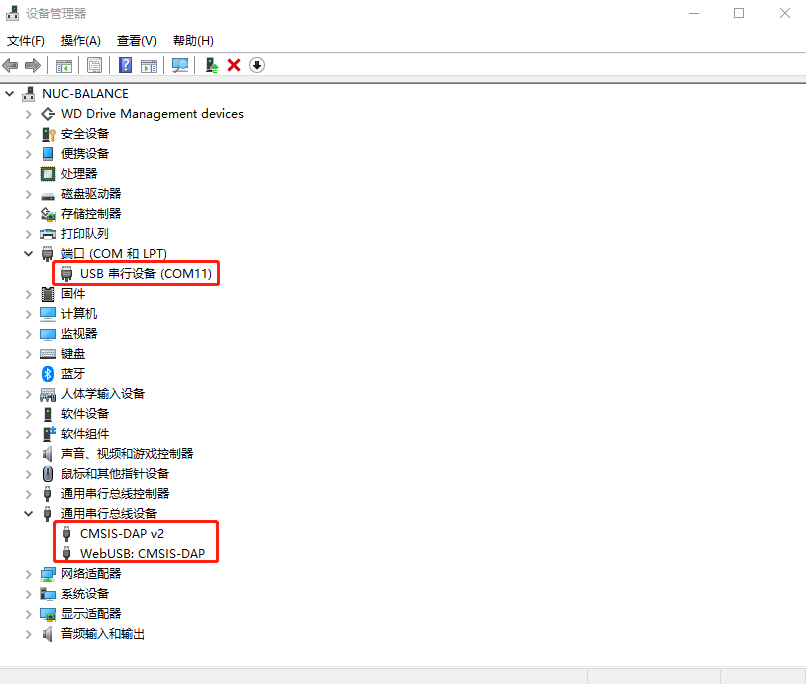 设备管理器
文件(F) 操作(A) 查看(V) 帮助(H)
NUC-BALANCE
WD Drive Management devices
安全设备
便携设备
处理器
磁盘驱动器
存储控制器
打印队列
端口 (COM 和 LPT)
USB 串行设备 (COM11)
固件
计算机
监视器
键盘
蓝牙
人体学输入设备
软件设备
软件组件
声音、视频和游戏控制器
鼠标和其他指针设备
通用串行总线控制器
通用串行总线设备
CMSIS-DAP v2
WebUSB: CMSIS-DAP
网络适配器
系统设备
显示适配器
音频输入和输出